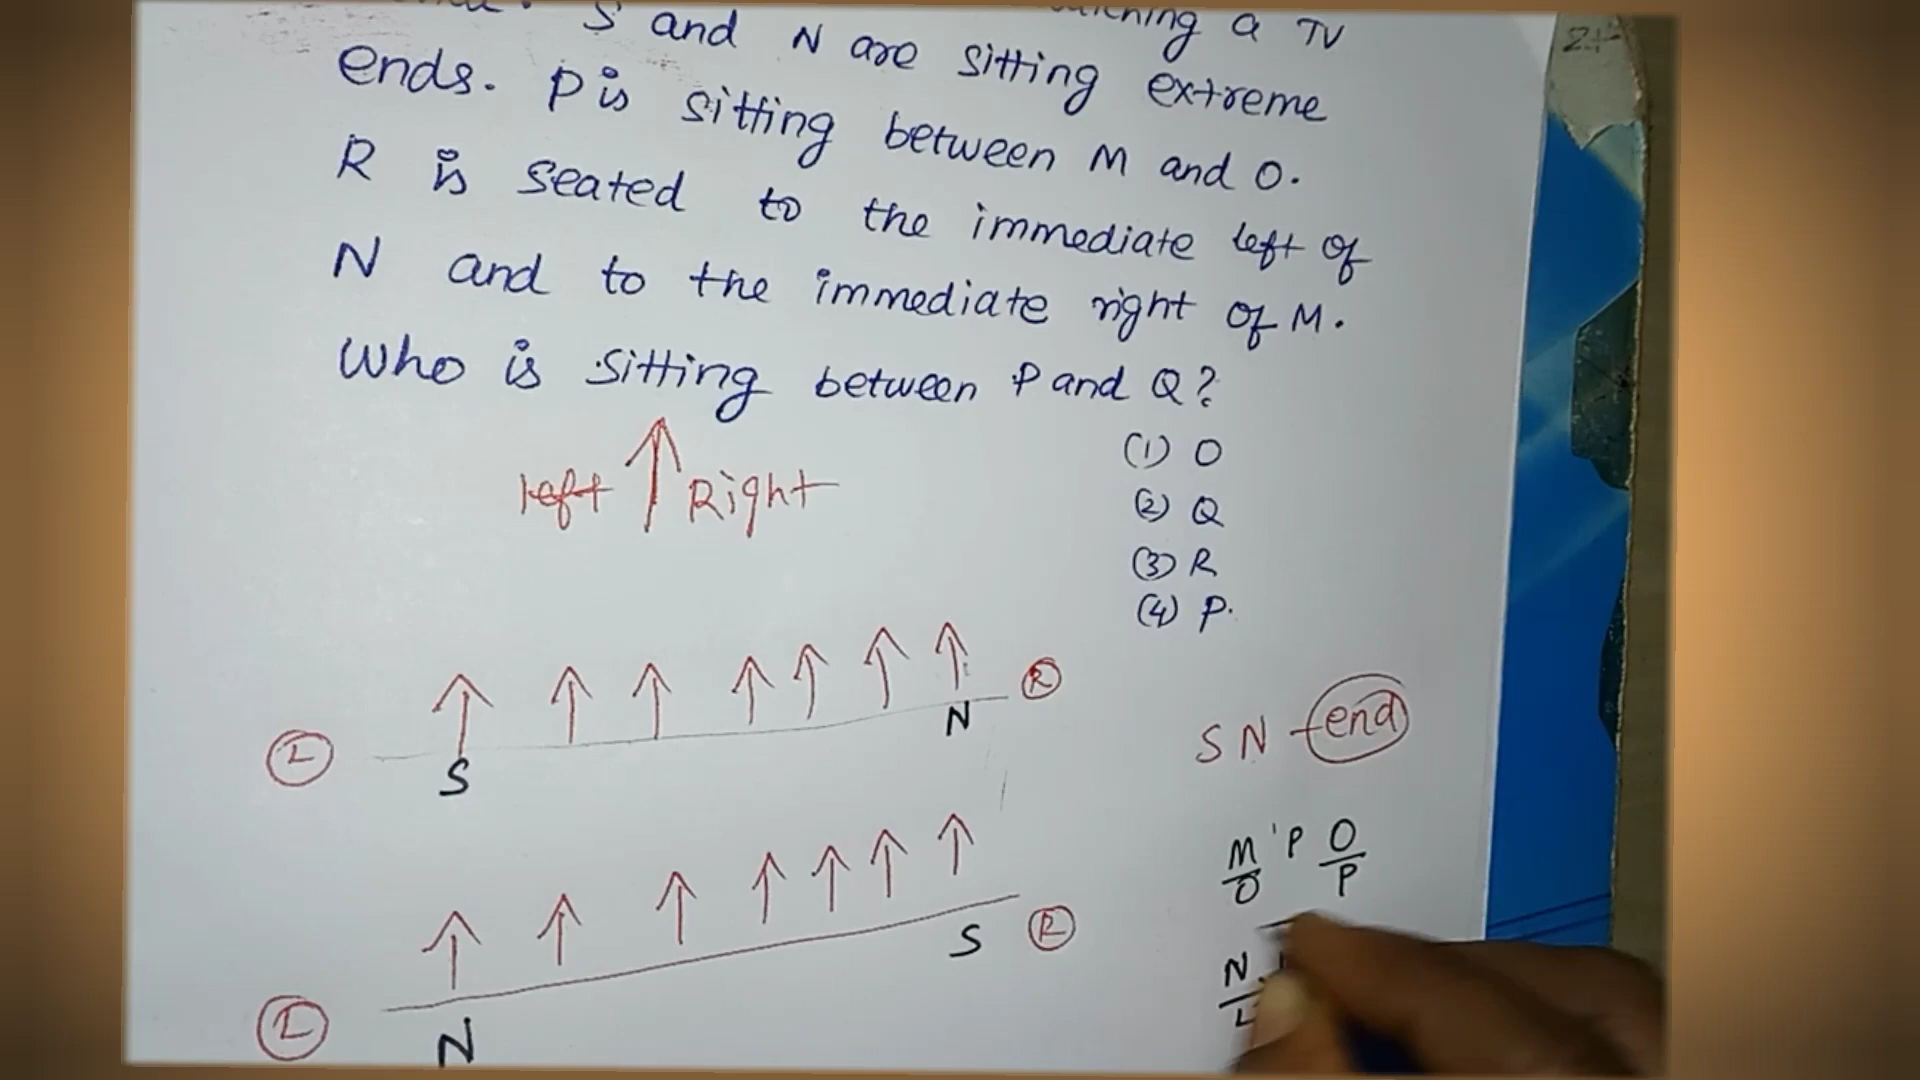 a TV
S and N are sitting extreme
ends. P is sitting between M and O.
R is seated to the immediate left of
N and to the immediate right of M.
Who is sitting between P and Q?
(1) O
(2) Q
(3) R
(4) P.
left Right
N R
L S
SN - end
M P O
O P
N
L
S R
L N